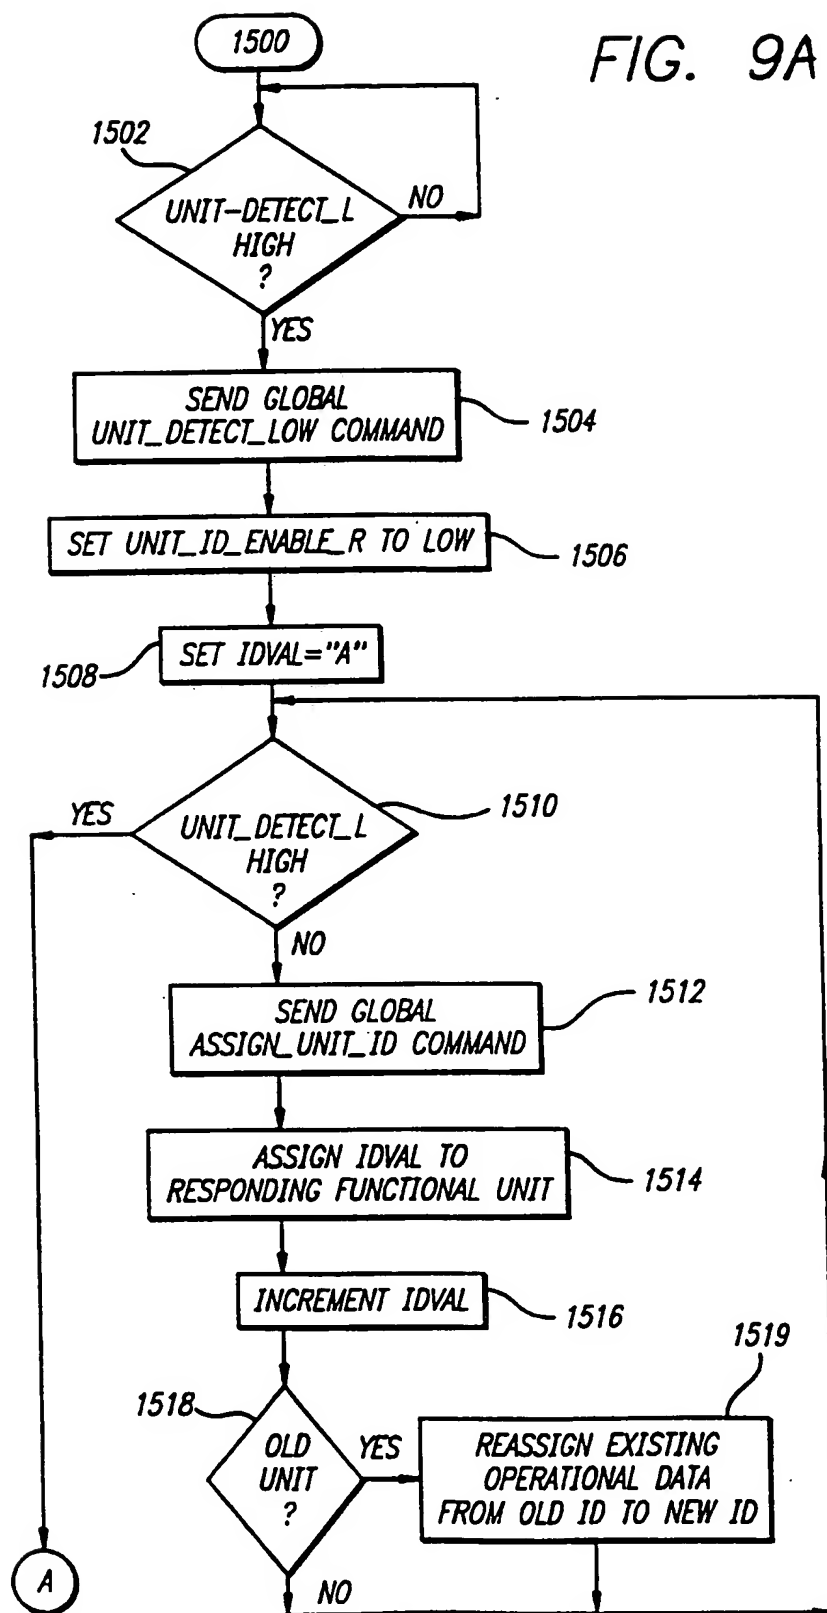 1500
FIG. 9A
1502
UNIT-DETECT_L
HIGH
?
NO
YES
SEND GLOBAL
UNIT_DETECT_LOW COMMAND
1504
SET UNIT_ID_ENABLE_R TO LOW
1506
SET IDVAL="A"
1508
YES
UNIT_DETECT_L
HIGH
?
1510
NO
SEND GLOBAL
ASSIGN_UNIT_ID COMMAND
1512
ASSIGN IDVAL TO
RESPONDING FUNCTIONAL UNIT
1514
INCREMENT IDVAL
1516
1518
OLD
UNIT
?
YES
1519
REASSIGN EXISTING
OPERATIONAL DATA
FROM OLD ID TO NEW ID
A
NO